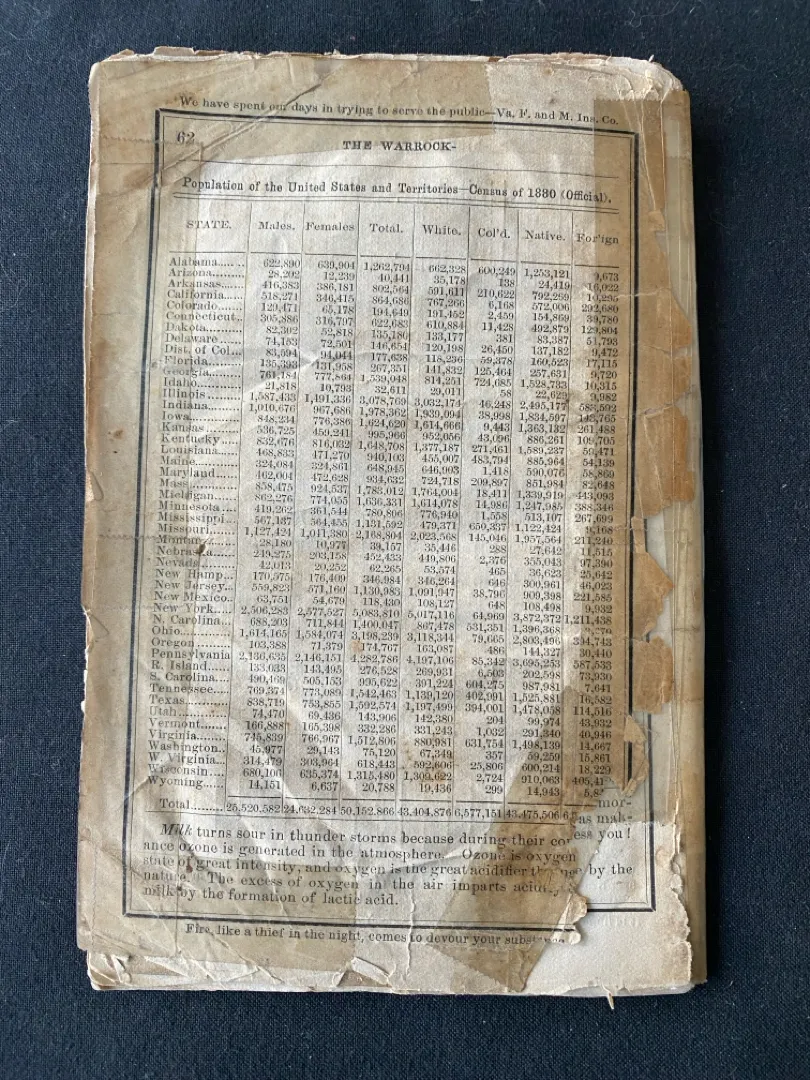 We have spent our days in trying to serve the public—Va. F. and M. Ins. Co.
62
THE WARROCK-
Population of the United States and Territories—Census of 1880 (Official).
STATE. Males. Females Total. White. Col'd. Native. For'ign
Alabama........ 622,890 639,904 1,262,794 662,328 600,249 1,253,121 9,673
Arizona......... 28,202 12,239 40,441 35,178 138 24,419 16,022
Arkansas...... 416,383 386,181 802,564 591,611 210,622 792,269 10,295
California...... 518,271 346,415 864,686 767,266 6,168 572,006 292,680
Colorado....... 129,471 65,178 194,649 191,452 2,459 154,869 39,780
Connecticut... 305,886 316,797 622,683 610,884 11,428 492,879 129,804
Dakota.......... 82,302 52,818 135,180 133,177 381 83,387 51,793
Delaware ...... 74,153 72,501 146,654 120,198 26,450 137,182 9,472
Dist. of Col... 83,594 94,044 177,638 118,236 59,378 160,523 17,115
Florida.......... 135,393 131,958 267,351 141,832 125,464 257,631 9,720
Georgia......... 761,184 777,864 1,539,048 814,251 724,685 1,528,733 10,315
Idaho............ 21,818 10,793 32,611 29,011 58 22,629 9,982
Illinois ......... 1,587,433 1,491,336 3,078,769 3,032,174 46,248 2,495,177 583,592
Indiana......... 1,010,676 967,686 1,978,362 1,939,094 38,998 1,834,597 143,765
Iowa............. 848,234 776,386 1,624,620 1,614,666 9,443 1,363,132 261,488
Kansas ......... 536,725 459,241 995,966 952,056 43,096 886,261 109,705
Kentucky...... 832,676 816,032 1,648,708 1,377,187 271,461 1,589,237 59,471
Louisiana...... 468,833 471,270 940,103 455,007 483,794 885,964 54,139
Maine............ 324,084 324,861 648,945 646,903 1,418 590,076 58,869
Maryland...... 462,004 472,628 934,632 724,718 209,897 851,984 82,648
Mass............. 858,475 924,537 1,783,012 1,764,004 18,411 1,339,919 443,093
Michigan...... 862,276 774,055 1,636,331 1,614,078 14,986 1,247,985 388,346
Minnesota .... 419,262 361,544 780,806 776,940 1,558 513,107 267,699
Mississippi.... 567,137 564,455 1,131,592 479,371 650,337 1,122,424 9,168
Missouri........ 1,127,424 1,041,380 2,168,804 2,023,568 145,046 1,957,564 211,240
Montana........ 28,180 10,977 39,157 35,446 288 27,642 11,515
Nebraska...... 249,275 203,158 452,433 449,806 2,376 355,043 97,390
Nevada.......... 42,013 20,252 62,265 53,574 465 36,623 25,642
New Hamp... 170,575 176,409 346,984 346,264 646 300,961 46,023
New Jersey... 559,823 571,160 1,130,983 1,091,947 38,796 909,398 221,585
New Mexico. 63,751 54,679 118,430 108,127 648 108,498 9,932
New York..... 2,506,283 2,577,527 5,083,810 5,017,116 64,969 3,872,372 1,211,438
N. Carolina... 688,203 711,844 1,400,047 867,478 531,351 1,396,368
Ohio.............. 1,614,165 1,584,074 3,198,239 3,118,344 79,665 2,803,496 394,743
Oregon.......... 103,388 71,379 174,767 163,087 486 144,327 30,440
Pennsylvania 2,136,635 2,146,151 4,282,786 4,197,106 85,342 3,695,253 587,533
R. Island....... 133,033 143,495 276,528 269,931 6,503 202,598 73,930
S. Carolina.... 490,469 505,153 995,622 391,224 604,275 987,981 7,641
Tennessee..... 769,374 773,089 1,542,463 1,139,120 402,991 1,525,881 16,582
Texas............ 838,719 753,855 1,592,574 1,197,499 394,001 1,478,058 114,516
Utah.............. 74,470 69,436 143,906 142,380 204 99,974 43,932
Vermont....... 166,888 165,398 332,286 331,243 1,032 291,340 40,946
Virginia........ 745,839 766,967 1,512,806 880,981 631,754 1,498,139 14,667
Washington.. 45,977 29,143 75,120 67,349 357 59,259 15,861
W. Virginia... 314,479 303,964 618,443 592,606 25,806 600,214 18,229
Wisconsin..... 680,106 635,374 1,315,480 1,309,622 2,724 910,063 405,41
Wyoming...... 14,151 6,637 20,788 19,436 299 14,943 5,8
Total ........ 25,520,582 24,632,284 50,152,866 43,404,876 6,577,151 43,475,506 6
mor-
as mak-
ess you!
Milk turns sour in thunder storms because during their co
ance ozone is generated in the atmosphere. Ozone is oxygen
state of great intensity, and oxygen is the great acidifier by the
nature. The excess of oxygen in the air imparts acid
milk by the formation of lactic acid.
Fire, like a thief in the night, comes to devour your